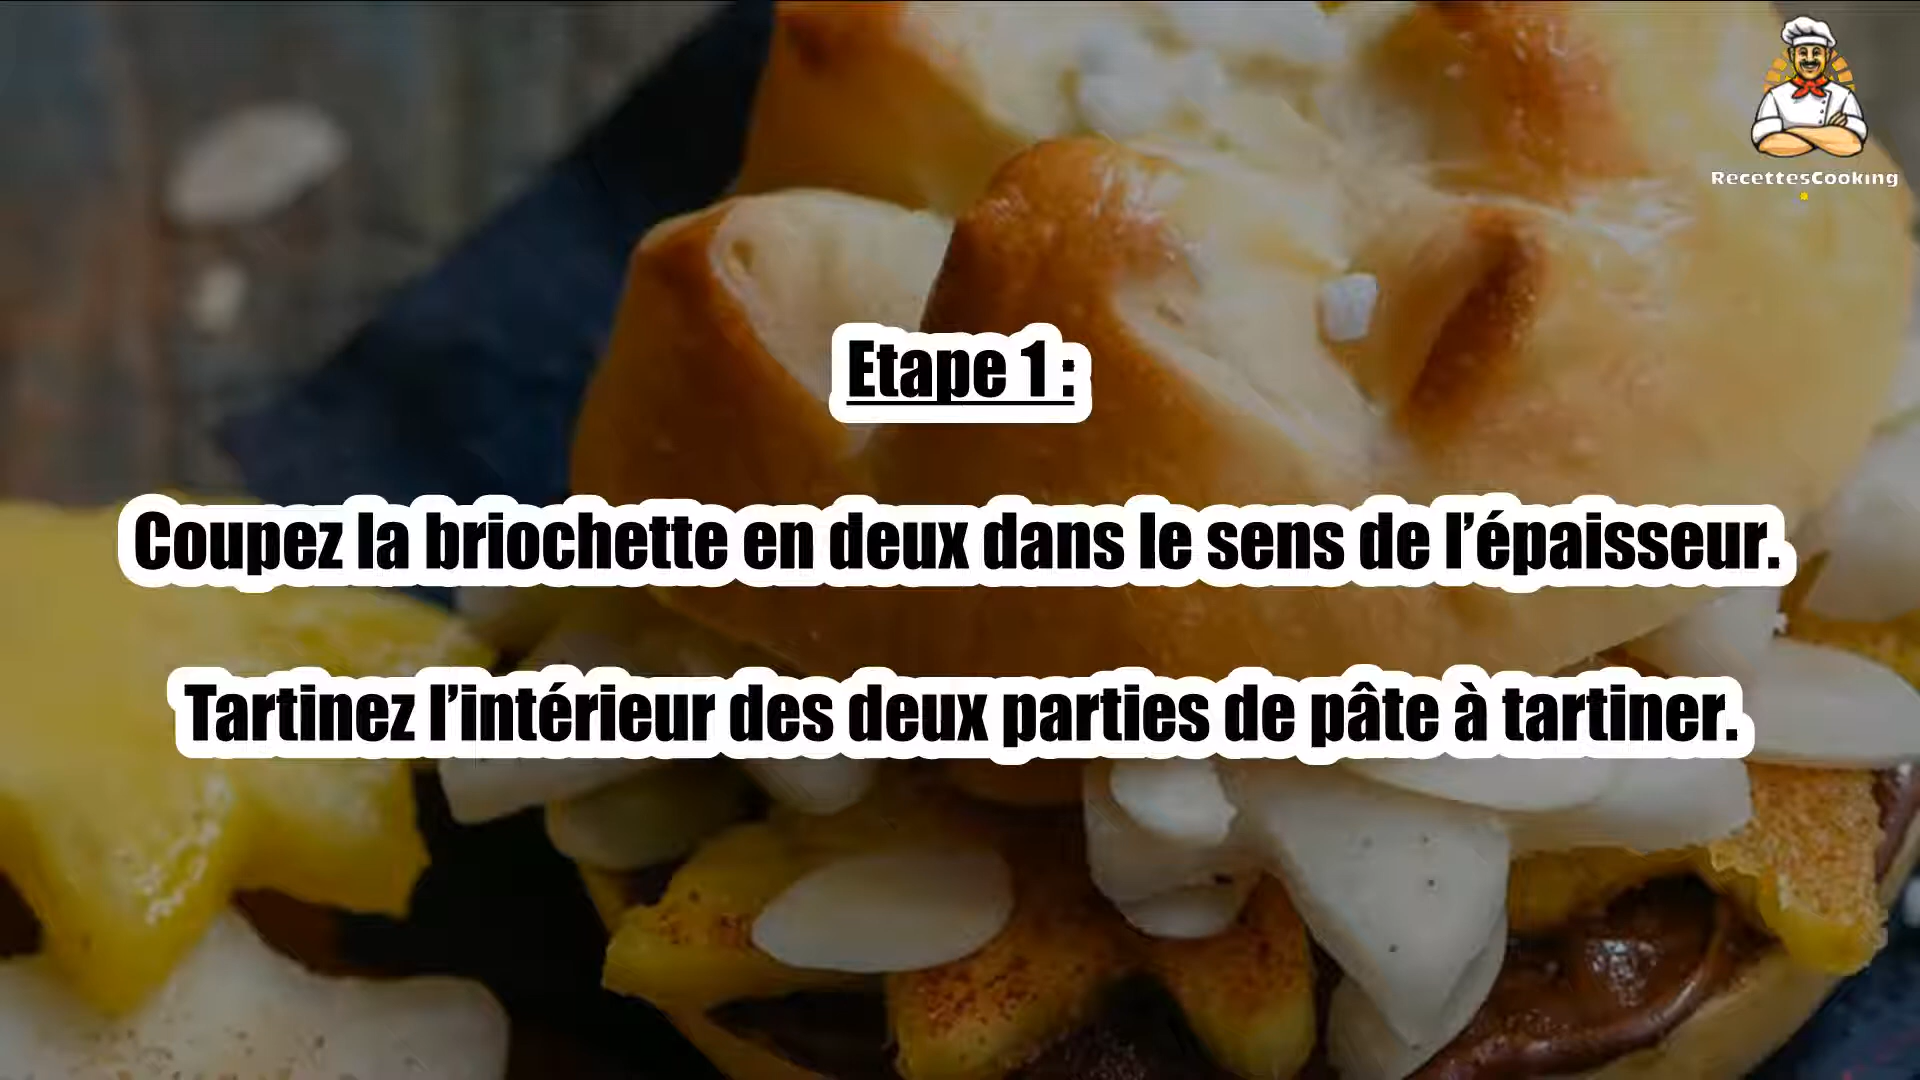 RecettesCooking
Etape 1 :
Coupez la briochette en deux dans le sens de l’épaisseur.
Tartinez l’intérieur des deux parties de pâte à tartiner.